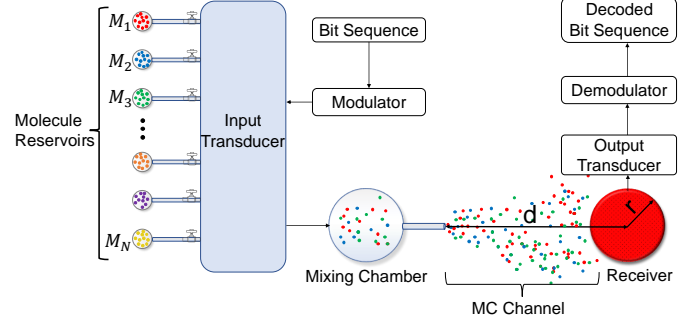 M₁
M₂
M₃
Molecule
Reservoirs
M_N
Input
Transducer
Bit Sequence
Modulator
Mixing Chamber
d
MC Channel
Decoded
Bit Sequence
Demodulator
Output
Transducer
r
Receiver